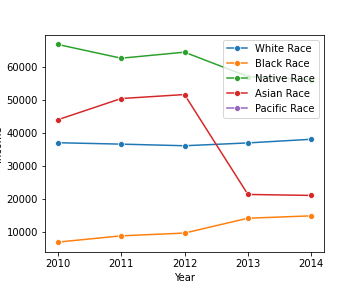 60000
50000
40000
30000
20000
10000
2010 2011 2012 2013 2014
Year
White Race
Black Race
Native Race
Asian Race
Pacific Race